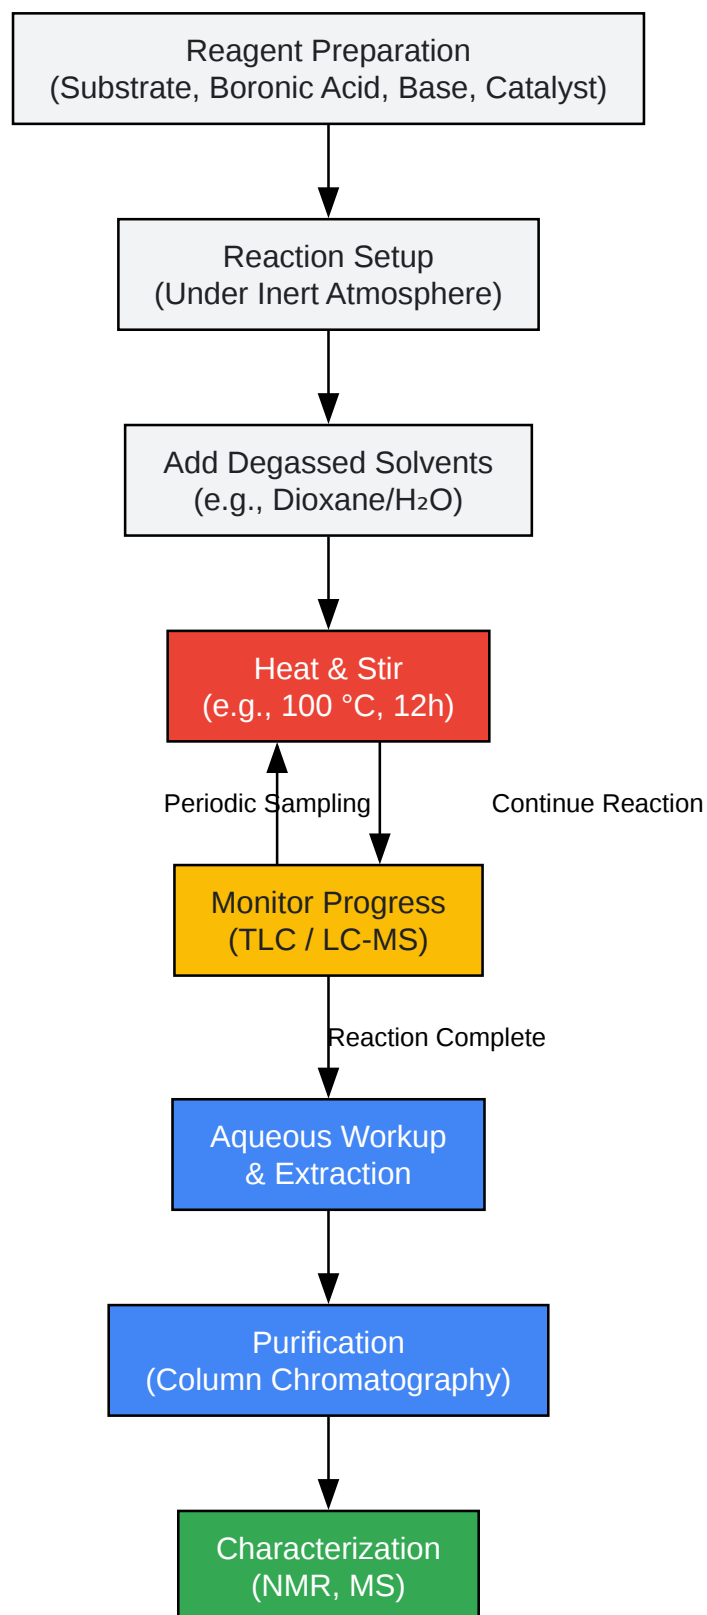 Reagent Preparation
(Substrate, Boronic Acid, Base, Catalyst)
Reaction Setup
(Under Inert Atmosphere)
Add Degassed Solvents
(e.g., Dioxane/H₂O)
Heat & Stir
(e.g., 100 °C, 12h)
Periodic Sampling
Continue Reaction
Monitor Progress
(TLC / LC-MS)
Reaction Complete
Aqueous Workup
& Extraction
Purification
(Column Chromatography)
Characterization
(NMR, MS)